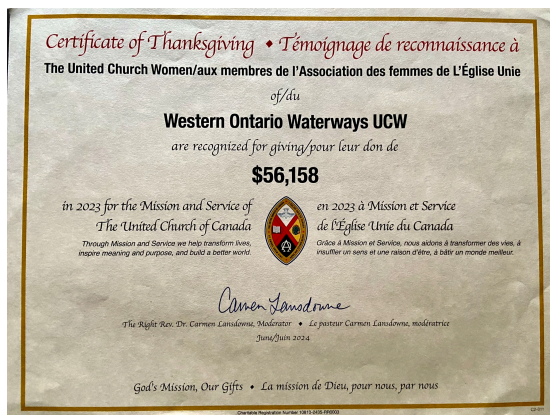 Certificate of Thanksgiving ◆ Témoignage de reconnaissance à
The United Church Women/aux membres de l'Association des femmes de L'Église Unie
of/du
Western Ontario Waterways UCW
are recognized for giving/pour leur don de
$56,158
in 2023 for the Mission and Service of
The United Church of Canada
Through Mission and Service we help transform lives,
inspire meaning and purpose, and build a better world.
en 2023 à Mission et Service
de l'Église Unie du Canada
Grâce à Mission et Service, nous aidons à transformer des vies, à
insuffler un sens et une raison d'être, à bâtir un monde meilleur.
Carmen Lansdowne
The Right Rev. Dr. Carmen Lansdowne, Moderator ◆ Le pasteur Carmen Lansdowne, modératrice
June/Juin 2024
God's Mission, Our Gifts ◆ La mission de Dieu, pour nous, par nous
Charitable Registration Number